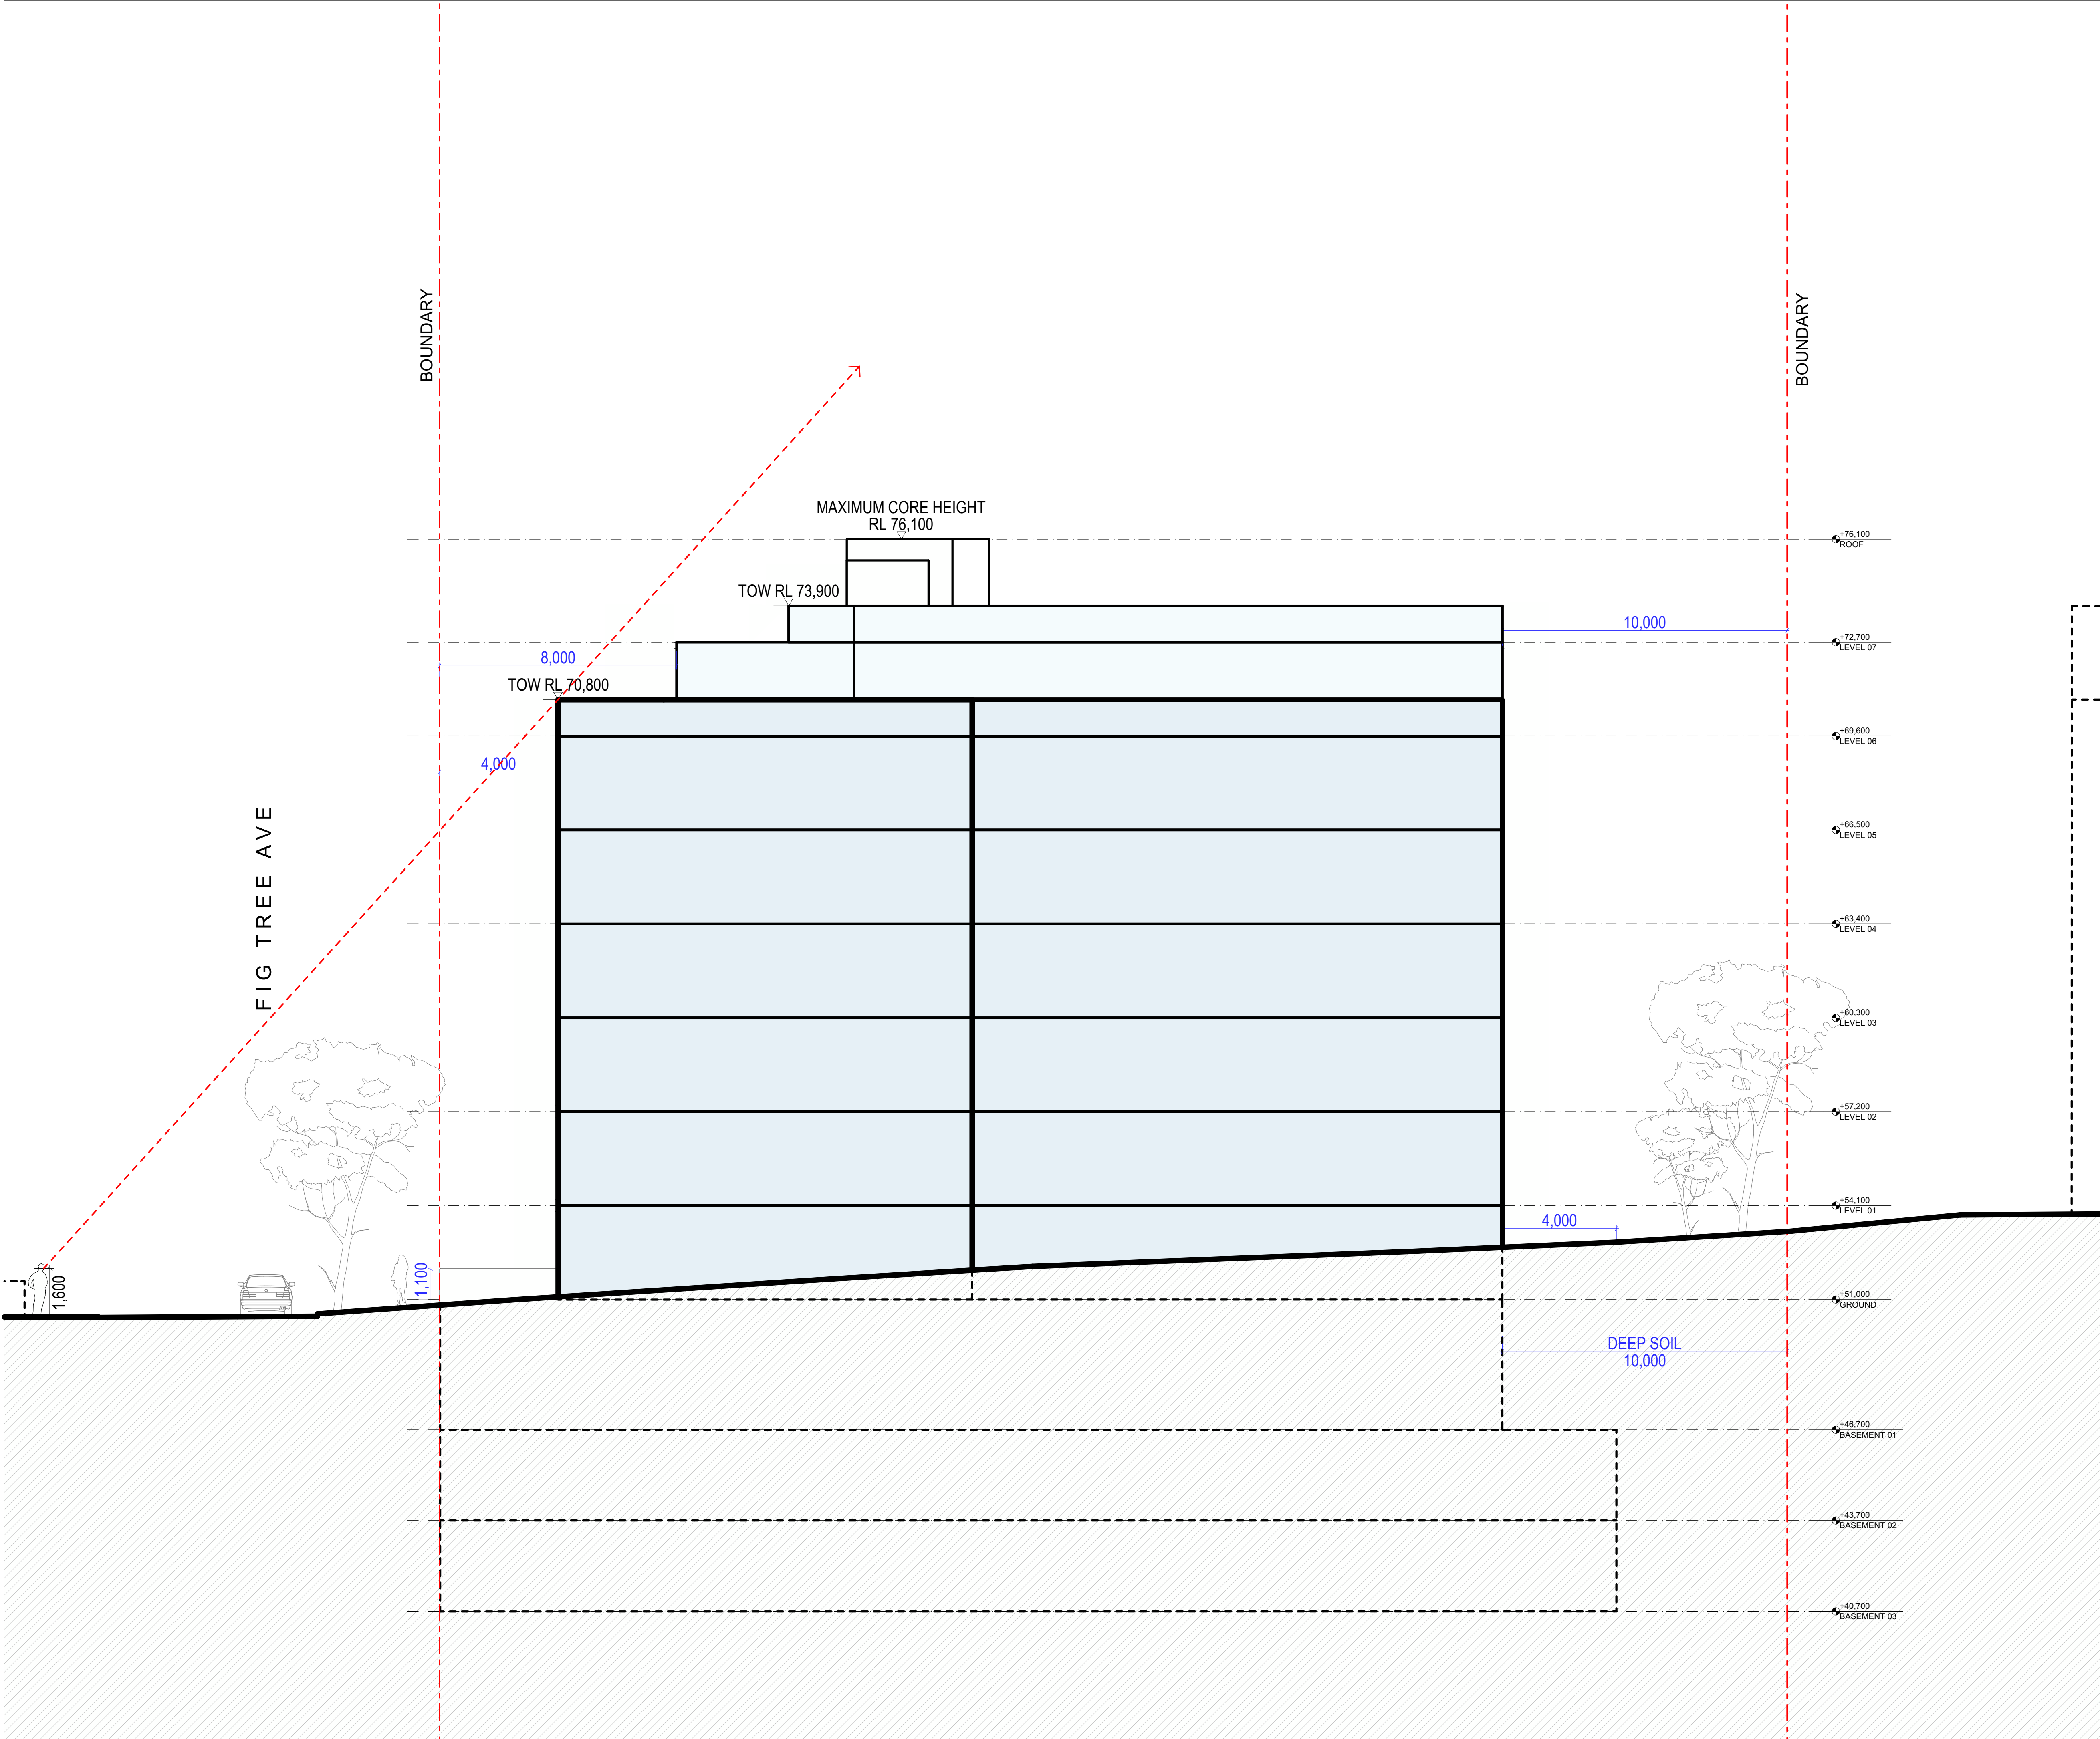 BOUNDARY
BOUNDARY
MAXIMUM CORE HEIGHT
RL 76,100
+76,100
ROOF
TOW RL 73,900
10,000
+72,700
LEVEL 07
8,000
TOW RL 70,800
+69,600
LEVEL 06
4,000
FIG TREE AVE
+66,500
LEVEL 05
+63,400
LEVEL 04
+60,300
LEVEL 03
+57,200
LEVEL 02
+54,100
LEVEL 01
4,000
1,100
1,600
+51,000
GROUND
DEEP SOIL
10,000
+46,700
BASEMENT 01
+43,700
BASEMENT 02
+40,700
BASEMENT 03